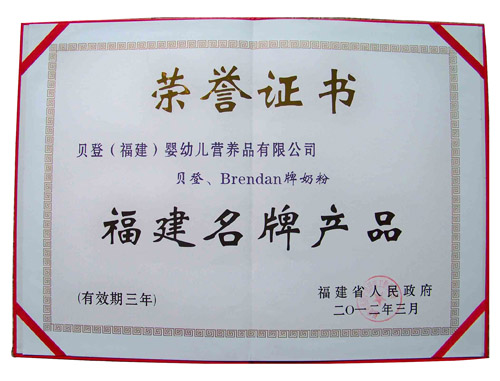 荣誉证书
贝登（福建）婴幼儿营养品有限公司
贝登、Brendan牌奶粉
福建名牌产品
(有效期三年)
福建省人民政府
二〇一二年三月